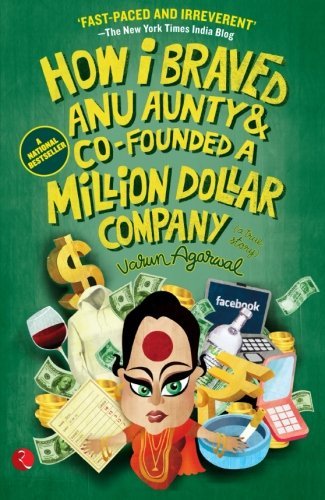 'FAST-PACED AND IRREVERENT'
—The New York Times India Blog
HOW i BRAVED
ANU AUNTY &
CO-FOUNDED A
MILLION DOLLAR
COMPANY
(a true story)
A NATIONAL BESTSELLER
Varun Agarwal
facebook
R